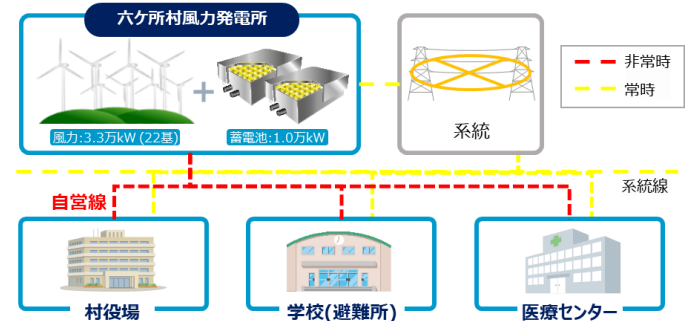 六ケ所村風力発電所
風力:3.3万kW (22基)
蓄電池:1.0万kW
系統
非常時
常時
系統線
自営線
村役場
学校(避難所)
医療センター